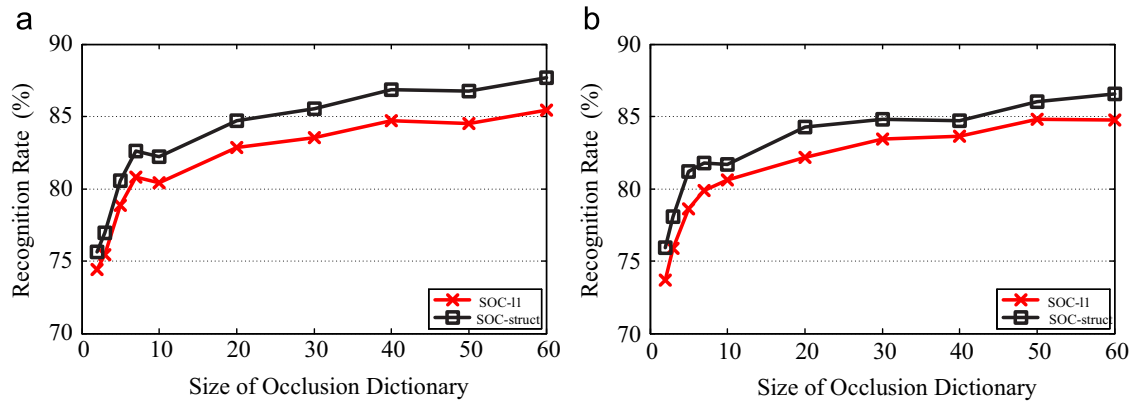 a
90
85
80
75
70
Recognition Rate (%)
0 10 20 30 40 50 60
Size of Occlusion Dictionary
SOC-l1
SOC-struct
b
90
85
80
75
70
Recognition Rate (%)
0 10 20 30 40 50 60
Size of Occlusion Dictionary
SOC-l1
SOC-struct